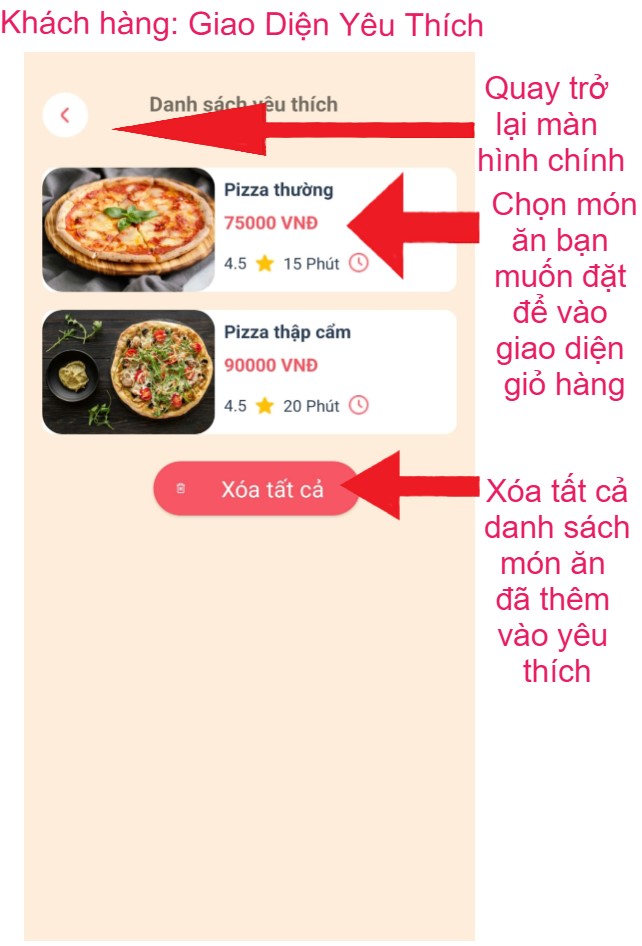 Khách hàng: Giao Diện Yêu Thích
Danh sách yêu thích
Quay trở
lại màn
hình chính
Pizza thường
75000 VNĐ
4.5 15 Phút
Chọn món
ăn bạn
muốn đặt
để vào
giao diện
giỏ hàng
Pizza thập cẩm
90000 VNĐ
4.5 20 Phút
Xóa tất cả
Xóa tất cả
danh sách
món ăn
đã thêm
vào yêu
thích